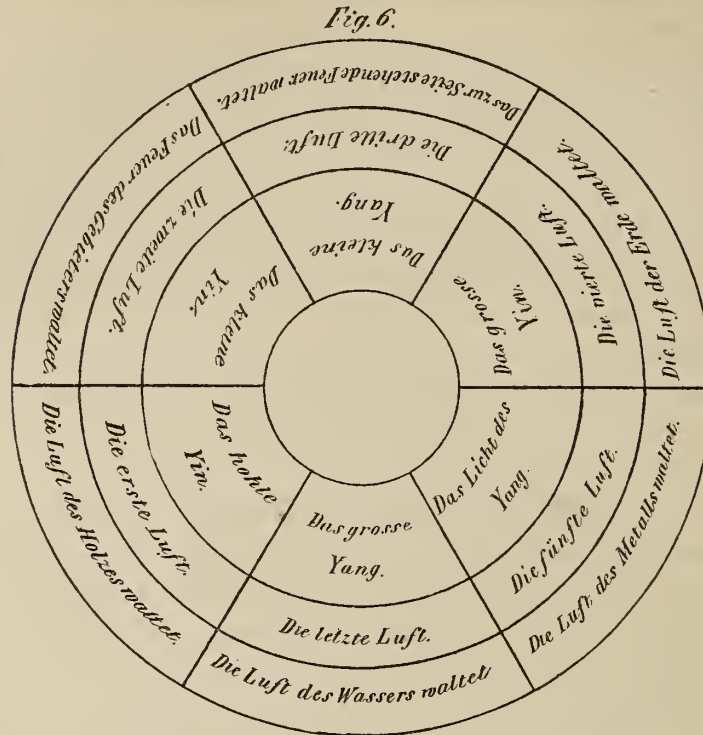 Fig. 6.
Das zur Seite stehende Feuer waltet.
Die dritte Luft.
Das kleine
Yang.
Die Luft der Erde waltet.
Die vierte Luft.
Das grosse
Yin.
Die Luft des Metalls waltet.
Die fünfte Luft.
Das Licht des
Yang.
Das grosse
Yang.
Die letzte Luft.
Die Luft des Wassers waltet
Das hohle
Yin.
Die erste Luft.
Die Luft des Holzes waltet.
Das kleine
Yin.
Die zweite Luft.
Das Feuer des Gebieters waltet.